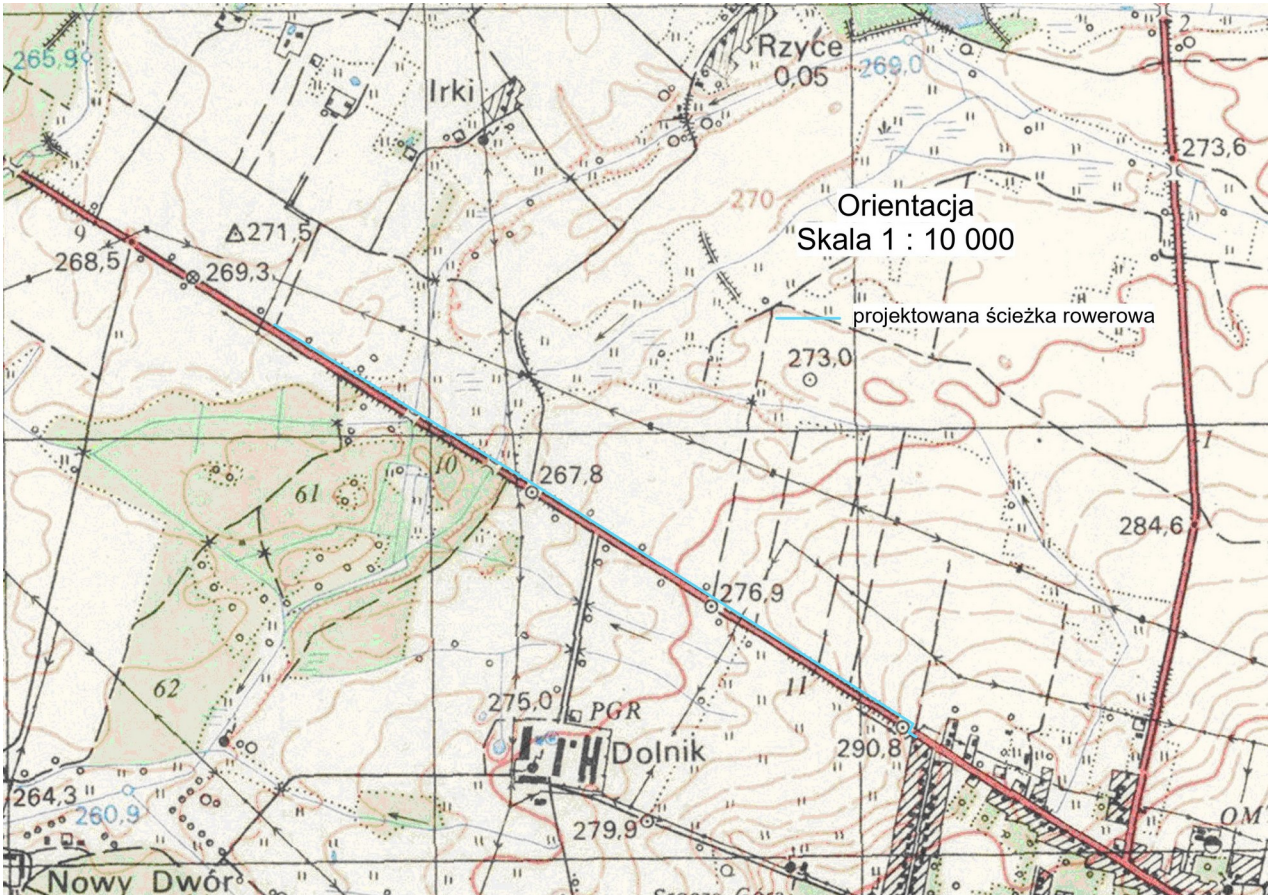 2
265,9
Rzyce
0,05
269,0
Irki
273,6
270
Orientacja
Skala 1 : 10 000
9
271,5
268,5
269,3
projektowana ścieżka rowerowa
273,0
1
10
267,8
61
284,6
276,9
62
11
275,0
PGR
Dolnik
290,8
264,3
260,9
279,9
OM
Nowy Dwór